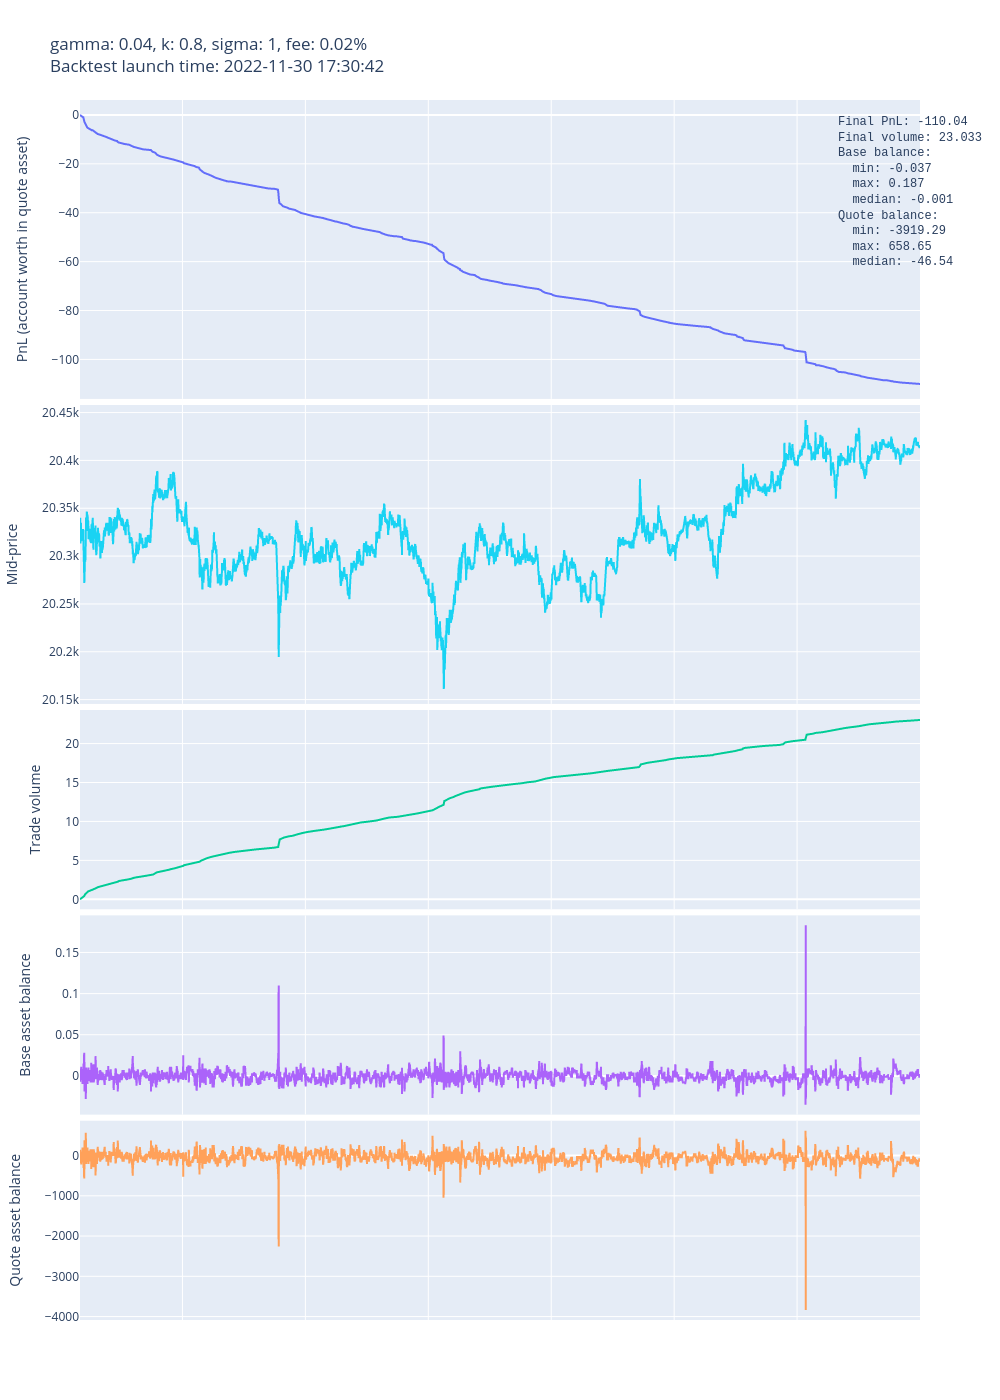 gamma: 0.04, k: 0.8, sigma: 1, fee: 0.02%
Backtest launch time: 2022-11-30 17:30:42
PnL (account worth in quote asset)
0
−20
−40
−60
−80
−100
Final PnL: -110.04
Final volume: 23.033
Base balance:
min: -0.037
max: 0.187
median: -0.001
Quote balance:
min: -3919.29
max: 658.65
median: -46.54
Mid-price
20.45k
20.4k
20.35k
20.3k
20.25k
20.2k
20.15k
Trade volume
20
15
10
5
0
Base asset balance
0.15
0.1
0.05
0
Quote asset balance
0
−1000
−2000
−3000
−4000